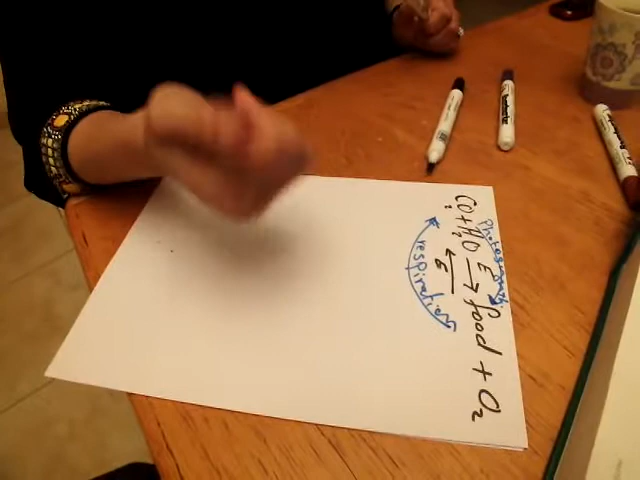 Photosynthesis
CO₂ + H₂O E → food + O₂
← E
respiration